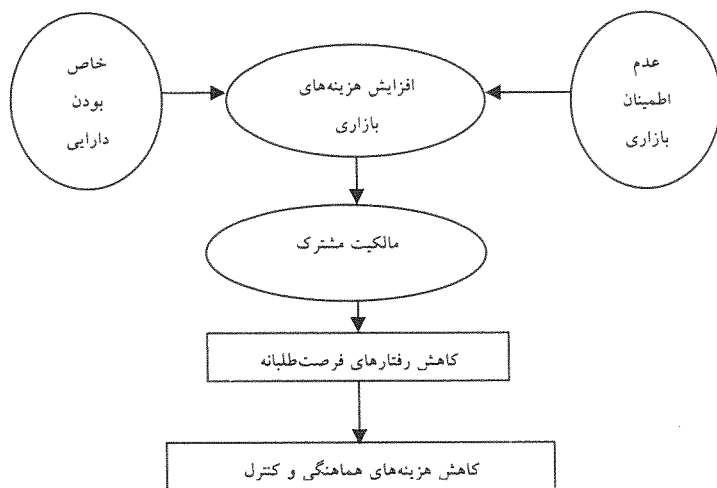 عدم
اطمینان
بازاری
افزایش هزینه‌های
بازاری
خاص
بودن
دارایی
مالکیت مشترک
کاهش رفتارهای فرصت‌طلبانه
کاهش هزینه‌های هماهنگی و کنترل